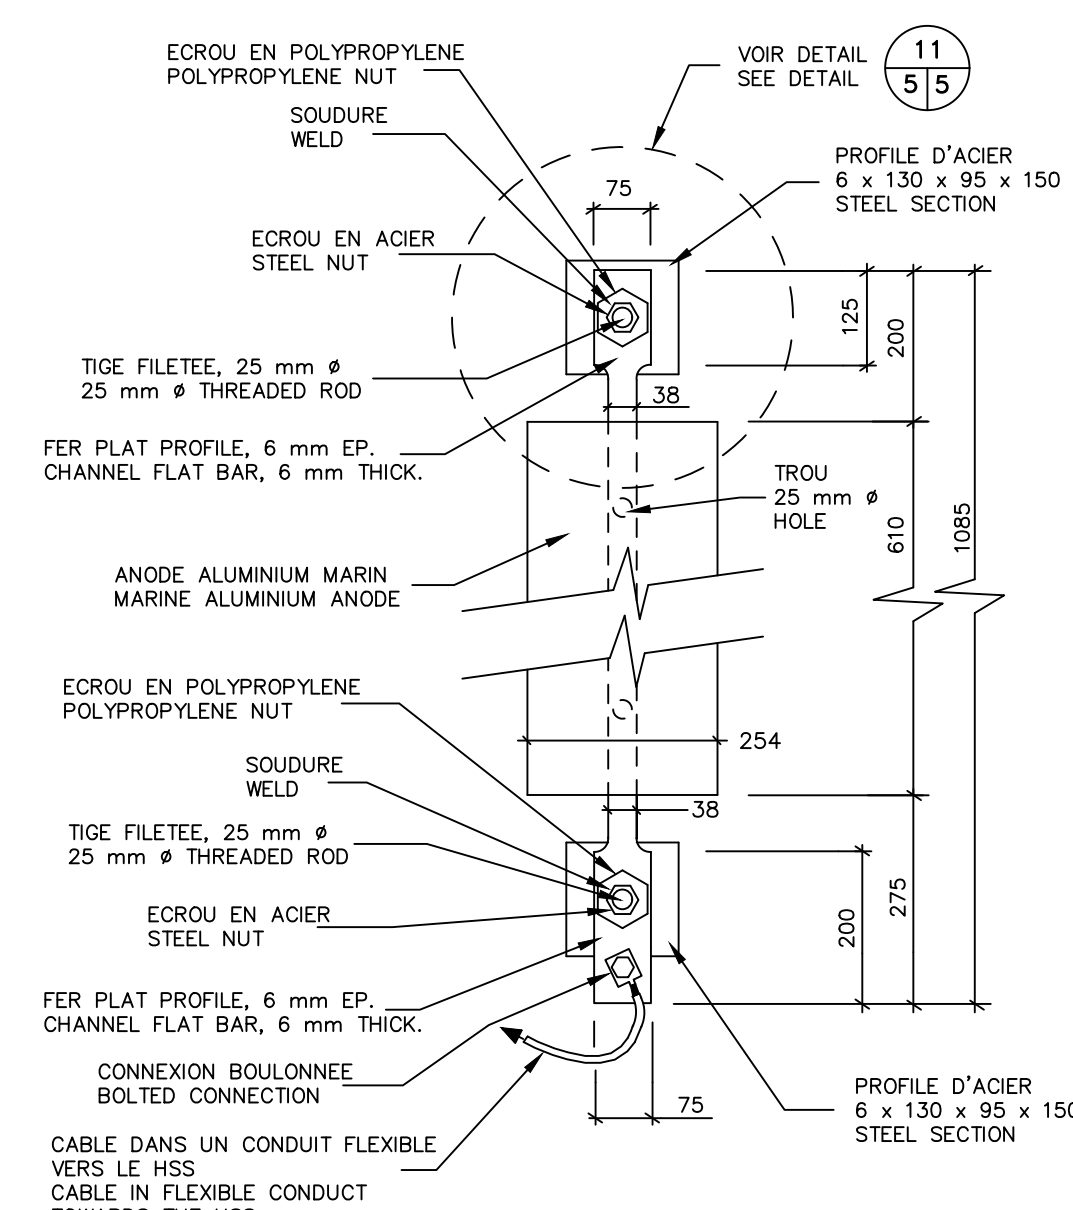 ECROU EN POLYPROPYLENE
POLYPROPYLENE NUT
VOIR DETAIL
SEE DETAIL
11
5 5
SOUDURE
WELD
PROFILE D'ACIER
6 x 130 x 95 x 150
STEEL SECTION
75
ECROU EN ACIER
STEEL NUT
125
200
TIGE FILETEE, 25 mm ø
25 mm ø THREADED ROD
38
FER PLAT PROFILE, 6 mm EP.
CHANNEL FLAT BAR, 6 mm THICK.
TROU
25 mm ø
HOLE
610
1085
ANODE ALUMINIUM MARIN
MARINE ALUMINIUM ANODE
ECROU EN POLYPROPYLENE
POLYPROPYLENE NUT
254
SOUDURE
WELD
38
TIGE FILETEE, 25 mm ø
25 mm ø THREADED ROD
275
200
ECROU EN ACIER
STEEL NUT
FER PLAT PROFILE, 6 mm EP.
CHANNEL FLAT BAR, 6 mm THICK.
CONNEXION BOULONNEE
BOLTED CONNECTION
75
PROFILE D'ACIER
6 x 130 x 95 x 150
STEEL SECTION
CABLE DANS UN CONDUIT FLEXIBLE
VERS LE HSS
CABLE IN FLEXIBLE CONDUCT